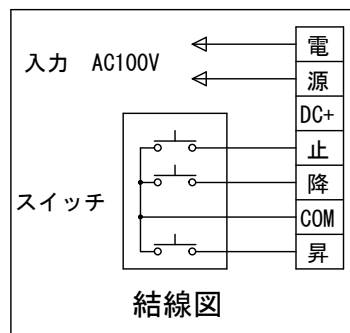 入力 AC100V
電
源
DC+
止
降
COM
昇
スイッチ
結線図